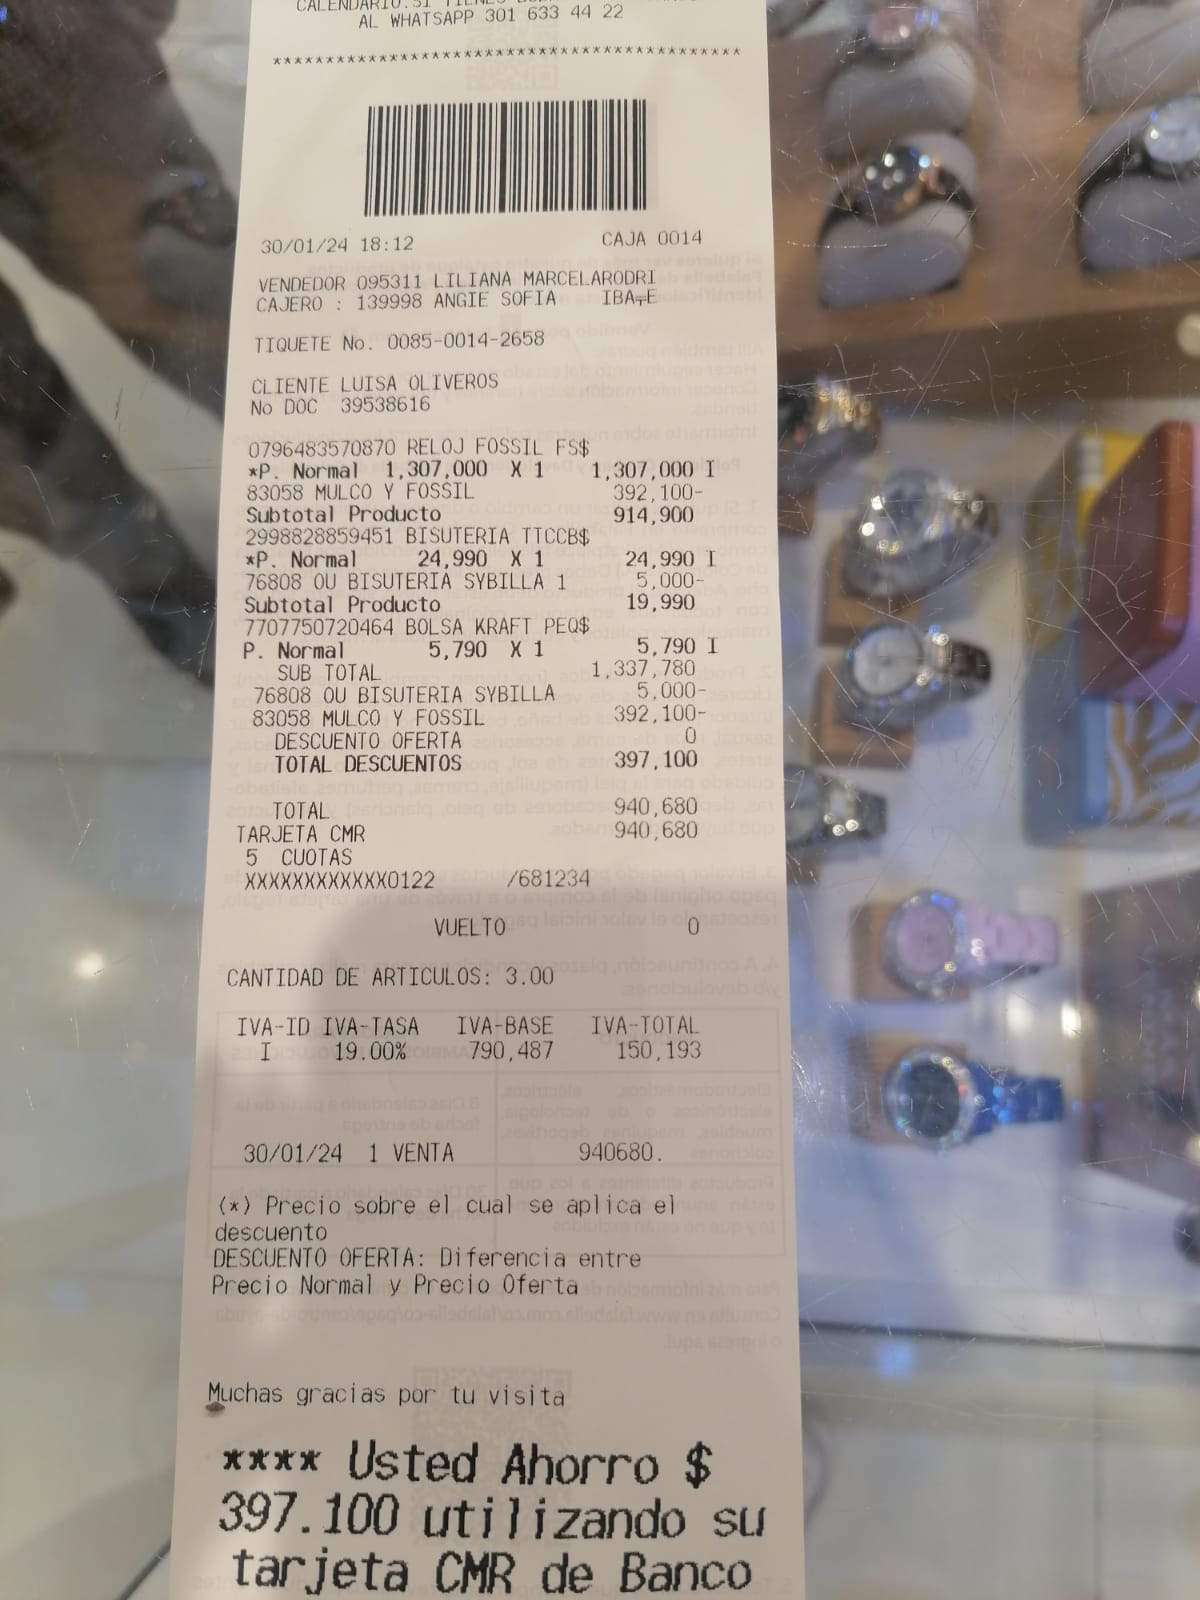 AL WHATSAPP 301 633 44 22
*********************************************
30/01/24 18:12 CAJA 0014
VENDEDOR 095311 LILIANA MARCELARODRI
CAJERO : 139998 ANGIE SOFIA
TIQUETE No. 0085-0014-2658
CLIENTE LUISA OLIVEROS
No DOC 39538616
0796483570870 RELOJ FOSSIL FS$
*P. Normal 1,307,000 X 1 1,307,000 I
83058 MULCO Y FOSSIL 392,100-
Subtotal Producto 914,900
2998828859451 BISUTERIA TTCCB$
*P. Normal 24,990 X 1 24,990 I
76808 OU BISUTERIA SYBILLA 1 5,000-
Subtotal Producto 19,990
7707750720464 BOLSA KRAFT PEQ$
P. Normal 5,790 X 1 5,790 I
SUB TOTAL 1,337,780
76808 OU BISUTERIA SYBILLA 5,000-
83058 MULCO Y FOSSIL 392,100-
DESCUENTO OFERTA 0
TOTAL DESCUENTOS 397,100
TOTAL 940,680
TARJETA CMR 940,680
5 CUOTAS
XXXXXXXXXXXX0122 /681234
VUELTO 0
CANTIDAD DE ARTICULOS: 3.00
IVA-ID IVA-TASA IVA-BASE IVA-TOTAL
I 19.00% 790,487 150,193
30/01/24 1 VENTA 940680.
(*) Precio sobre el cual se aplica el
descuento
DESCUENTO OFERTA: Diferencia entre
Precio Normal y Precio Oferta
Muchas gracias por tu visita
**** Usted Ahorro $
397.100 utilizando su
tarjeta CMR de Banco